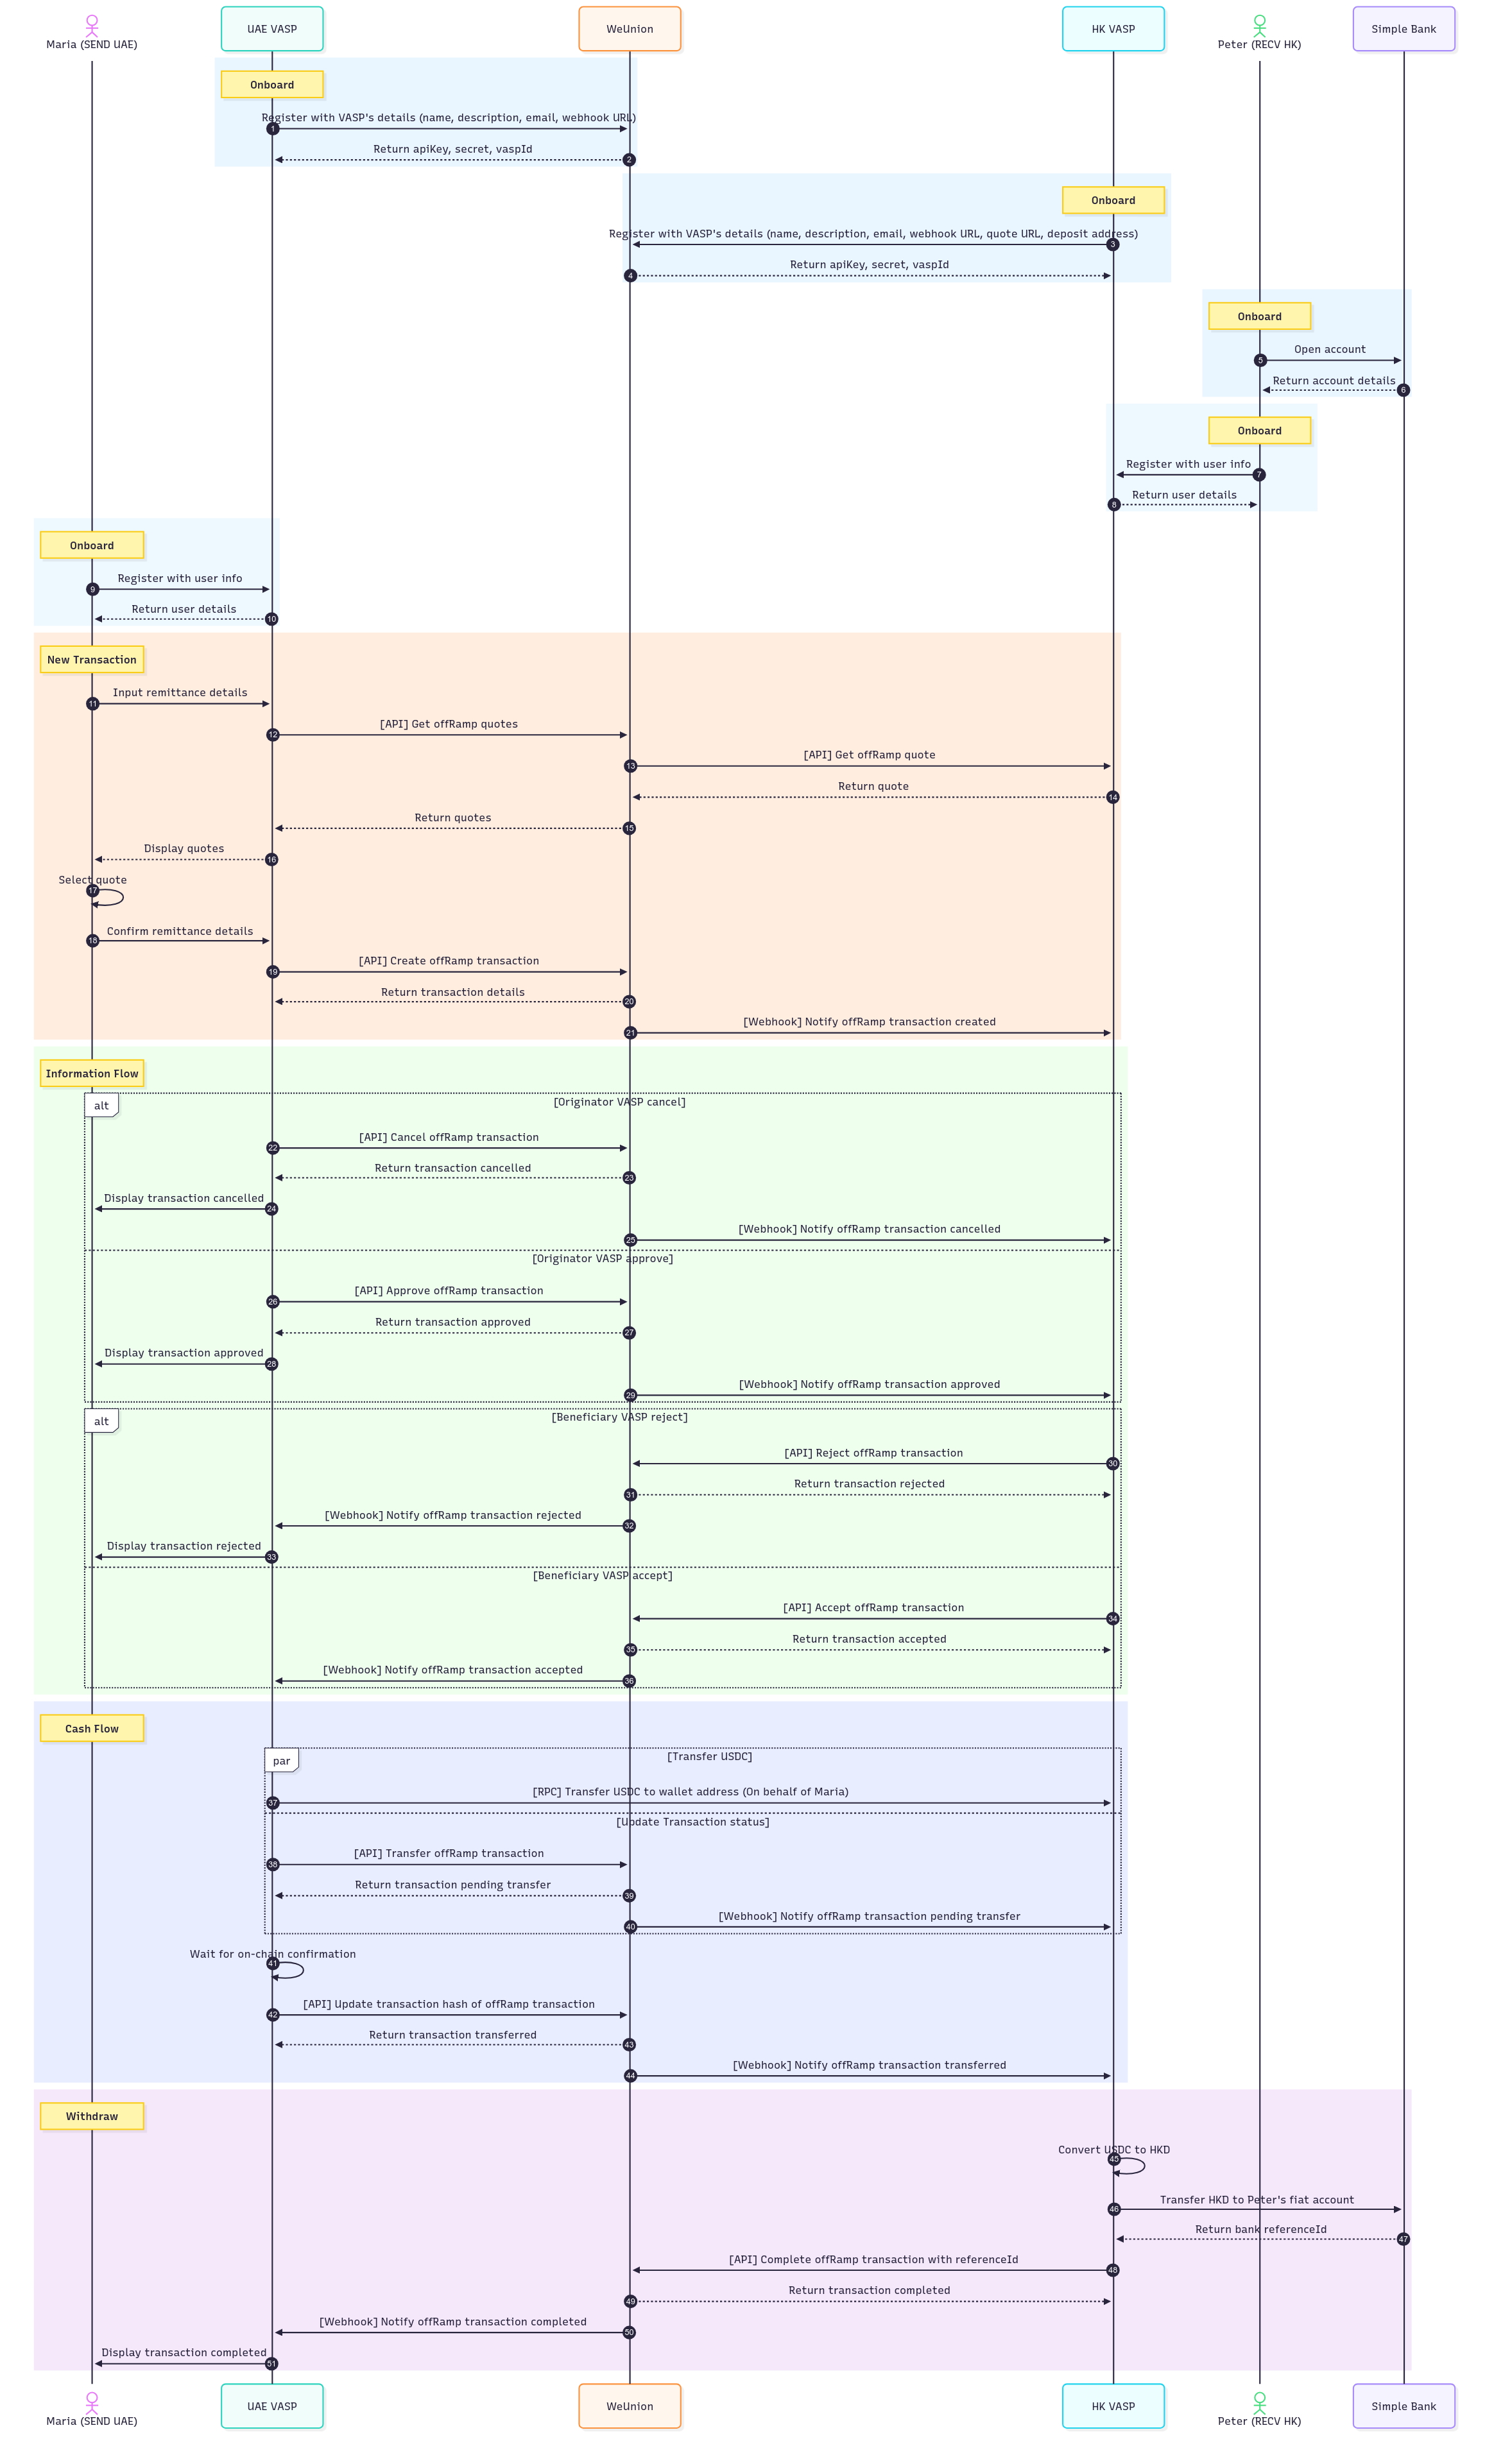 Maria (SEND UAE)
UAE VASP
WeUnion
HK VASP
Peter (RECV HK)
Simple Bank
Onboard
Register with VASP's details (name, description, email, webhook URL)
1
Return apiKey, secret, vaspId
2
Onboard
Register with VASP's details (name, description, email, webhook URL, quote URL, deposit address)
3
Return apiKey, secret, vaspId
4
Onboard
Open account
5
Return account details
6
Onboard
Register with user info
7
Return user details
8
Onboard
Register with user info
9
Return user details
10
New Transaction
Input remittance details
11
[API] Get offRamp quotes
12
[API] Get offRamp quote
13
Return quote
14
Return quotes
15
Display quotes
16
Select quote
17
Confirm remittance details
18
[API] Create offRamp transaction
19
Return transaction details
20
[Webhook] Notify offRamp transaction created
21
Information Flow
alt
[Originator VASP cancel]
[API] Cancel offRamp transaction
22
Return transaction cancelled
23
Display transaction cancelled
24
[Webhook] Notify offRamp transaction cancelled
25
[Originator VASP approve]
[API] Approve offRamp transaction
26
Return transaction approved
27
Display transaction approved
28
[Webhook] Notify offRamp transaction approved
29
alt
[Beneficiary VASP reject]
[API] Reject offRamp transaction
30
Return transaction rejected
31
[Webhook] Notify offRamp transaction rejected
32
Display transaction rejected
33
[Beneficiary VASP accept]
[API] Accept offRamp transaction
34
Return transaction accepted
35
[Webhook] Notify offRamp transaction accepted
36
Cash Flow
par
[Transfer USDC]
[RPC] Transfer USDC to wallet address (On behalf of Maria)
37
[Update Transaction status]
[API] Transfer offRamp transaction
38
Return transaction pending transfer
39
[Webhook] Notify offRamp transaction pending transfer
40
Wait for on-chain confirmation
41
[API] Update transaction hash of offRamp transaction
42
Return transaction transferred
43
[Webhook] Notify offRamp transaction transferred
44
Withdraw
Convert USDC to HKD
45
Transfer HKD to Peter's fiat account
46
Return bank referenceId
47
[API] Complete offRamp transaction with referenceId
48
Return transaction completed
49
[Webhook] Notify offRamp transaction completed
50
Display transaction completed
51
Maria (SEND UAE)
UAE VASP
WeUnion
HK VASP
Peter (RECV HK)
Simple Bank